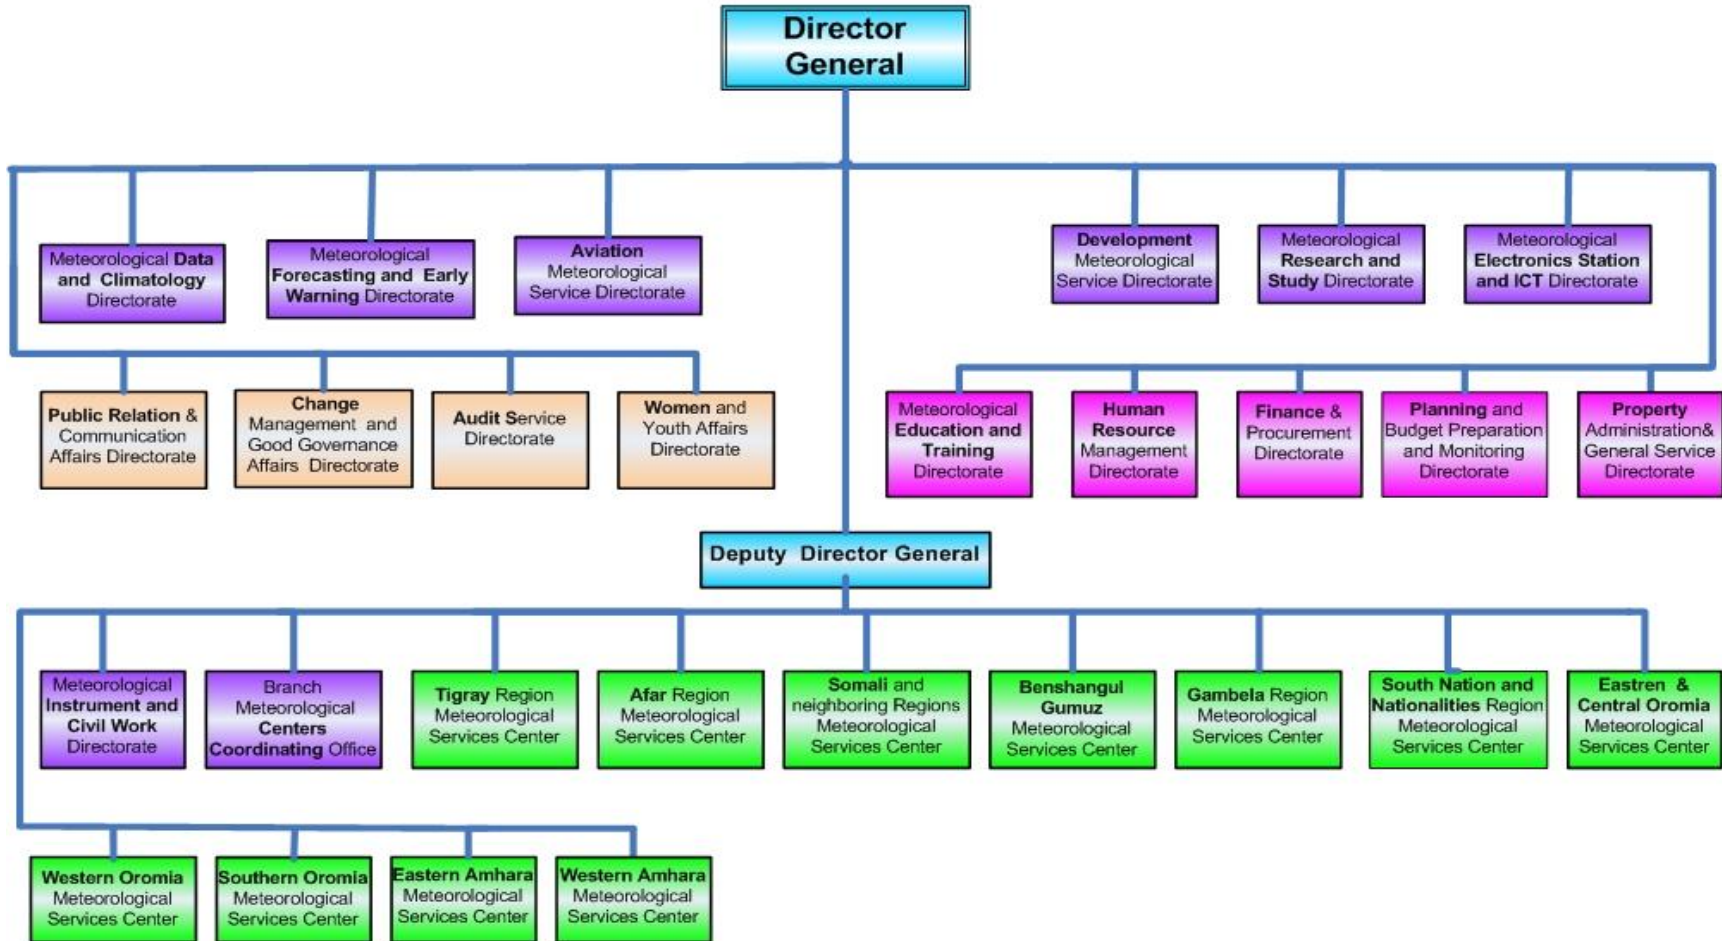 Director
General
Meteorological Data
and Climatology
Directorate
Meteorological
Forecasting and Early
Warning Directorate
Aviation
Meteorological
Service Directorate
Development
Meteorological
Service Directorate
Meteorological
Research and
Study Directorate
Meteorological
Electronics Station
and ICT Directorate
Public Relation &
Communication
Affairs Directorate
Change
Management and
Good Governance
Affairs Directorate
Audit Service
Directorate
Women and
Youth Affairs
Directorate
Meteorological
Education and
Training
Directorate
Human
Resource
Management
Directorate
Finance &
Procurement
Directorate
Planning and
Budget Preparation
and Monitoring
Directorate
Property
Administration&
General Service
Directorate
Deputy Director General
Meteorological
Instrument and
Civil Work
Directorate
Branch
Meteorological
Centers
Coordinating Office
Tigray Region
Meteorological
Services Center
Afar Region
Meteorological
Services Center
Somali and
neighboring Regions
Meteorological
Services Center
Benshangul
Gumuz
Meteorological
Services Center
Gambela Region
Meteorological
Services Center
South Nation and
Nationalities Region
Meteorological
Services Center
Eastren &
Central Oromia
Meteorological
Services Center
Western Oromia
Meteorological
Services Center
Southern Oromia
Meteorological
Services Center
Eastern Amhara
Meteorological
Services Center
Western Amhara
Meteorological
Services Center